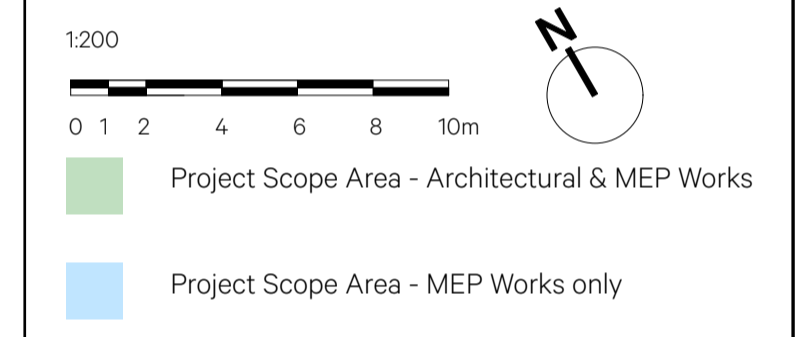 1:200
N
0 1 2 4 6 8 10m
Project Scope Area - Architectural & MEP Works
Project Scope Area - MEP Works only